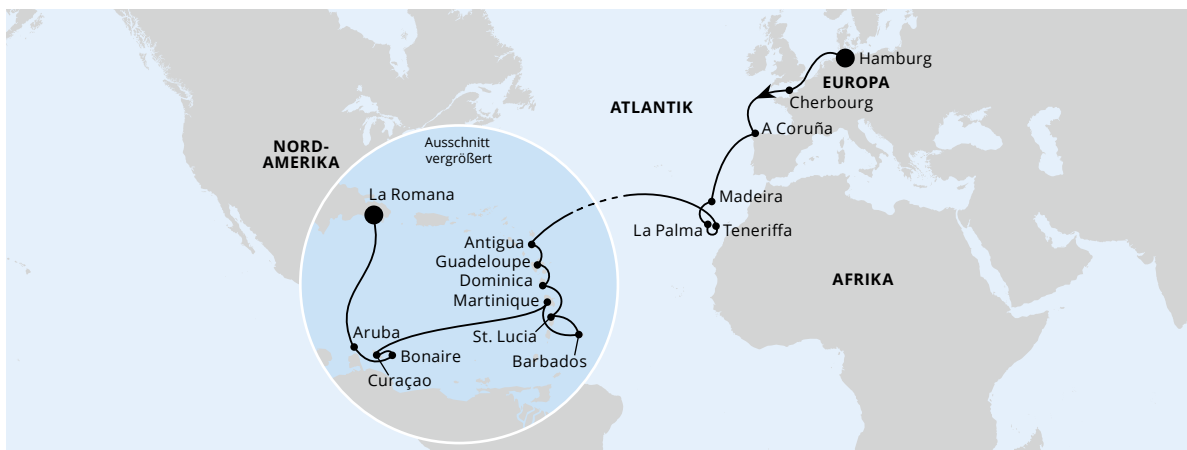 Hamburg
EUROPA
Cherbourg
ATLANTIK
A Coruña
NORD-
AMERIKA
Ausschnitt
vergrößert
La Romana
Madeira
La Palma
Teneriffa
Antigua
Guadeloupe
Dominica
Martinique
AFRIKA
Aruba
St. Lucia
Bonaire
Barbados
Curaçao